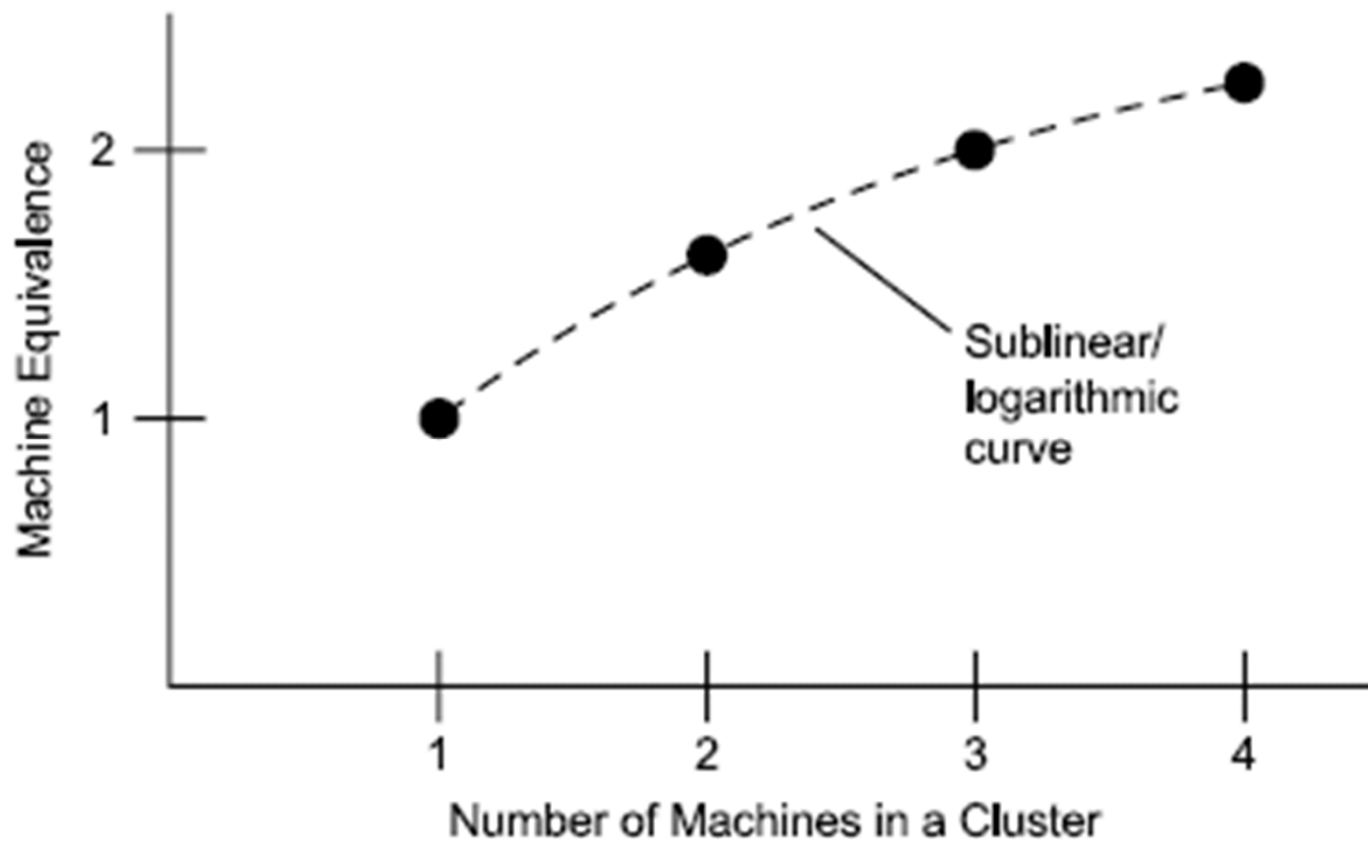 Machine Equivalence
2
1
Sublinear/
logarithmic
curve
1 2 3 4
Number of Machines in a Cluster